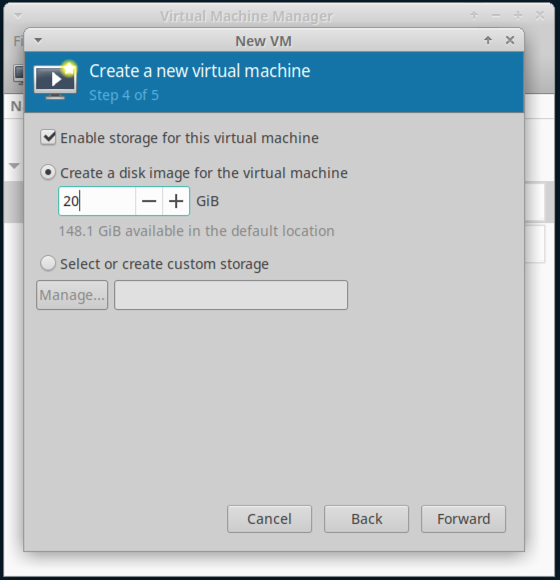 Virtual Machine Manager
New VM
Create a new virtual machine
Step 4 of 5
Enable storage for this virtual machine
Create a disk image for the virtual machine
20 GiB
148.1 GiB available in the default location
Select or create custom storage
Manage...
Cancel Back Forward